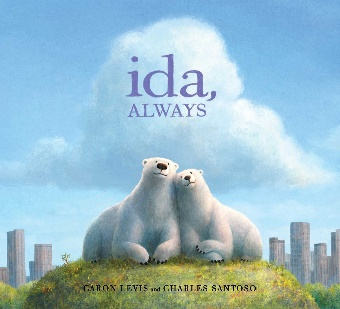 ida,
ALWAYS
CARON LEVIS AND CHARLES SANTOSO